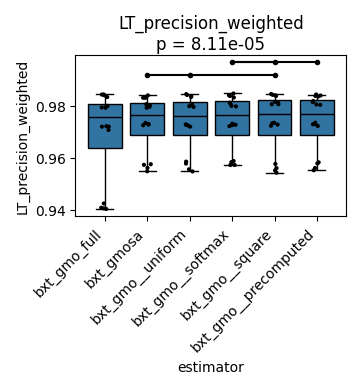 LT_precision_weighted
p = 8.11e-05
LT_precision_weighted
0.98
0.96
0.94
bxt_gmo_full
bxt_gmosa
bxt_gmo__uniform
bxt_gmo__softmax
bxt_gmo__square
bxt_gmo__precomputed
estimator